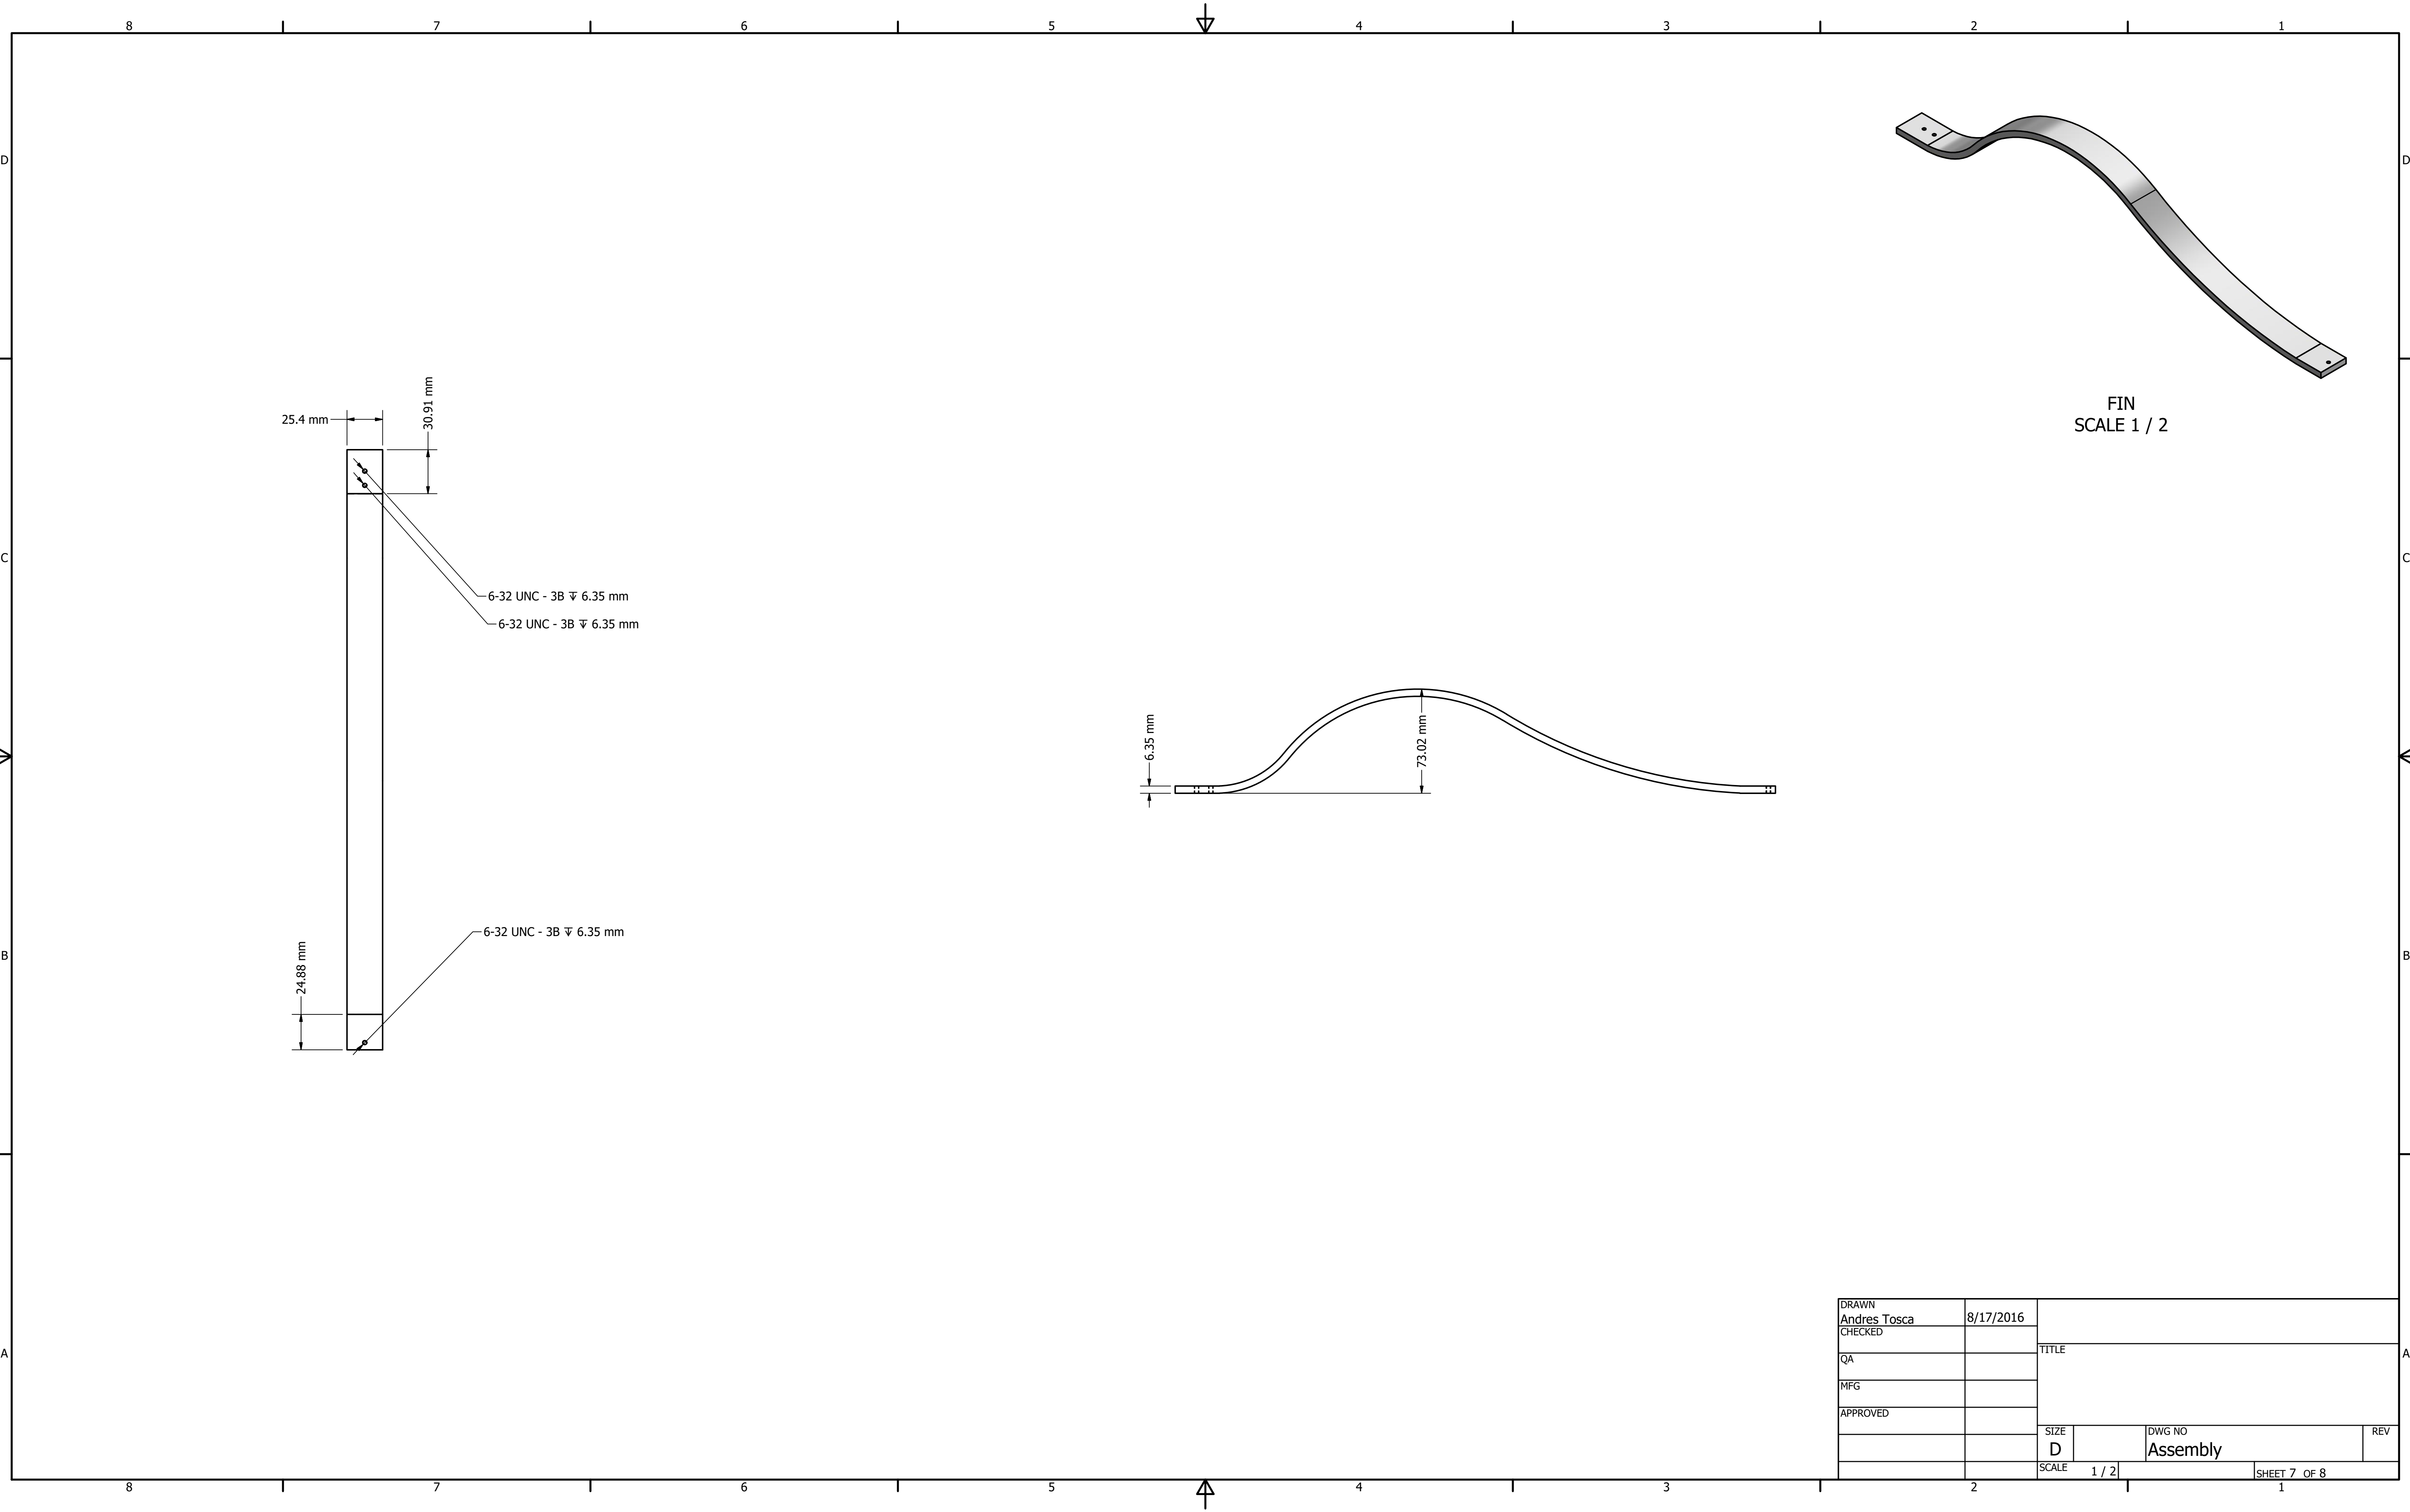 8 7 6 5 4 3 2 1
D D
FIN
SCALE 1 / 2
25.4 mm
30.91 mm
C C
6-32 UNC - 3B ↧ 6.35 mm
6-32 UNC - 3B ↧ 6.35 mm
6.35 mm
73.02 mm
6-32 UNC - 3B ↧ 6.35 mm
24.88 mm
B B
A A
DRAWN
Andres Tosca 8/17/2016
CHECKED
QA
MFG
APPROVED
TITLE
SIZE
D
DWG NO
Assembly
REV
SCALE 1 / 2
SHEET 7 OF 8
8 7 6 5 4 3 2 1